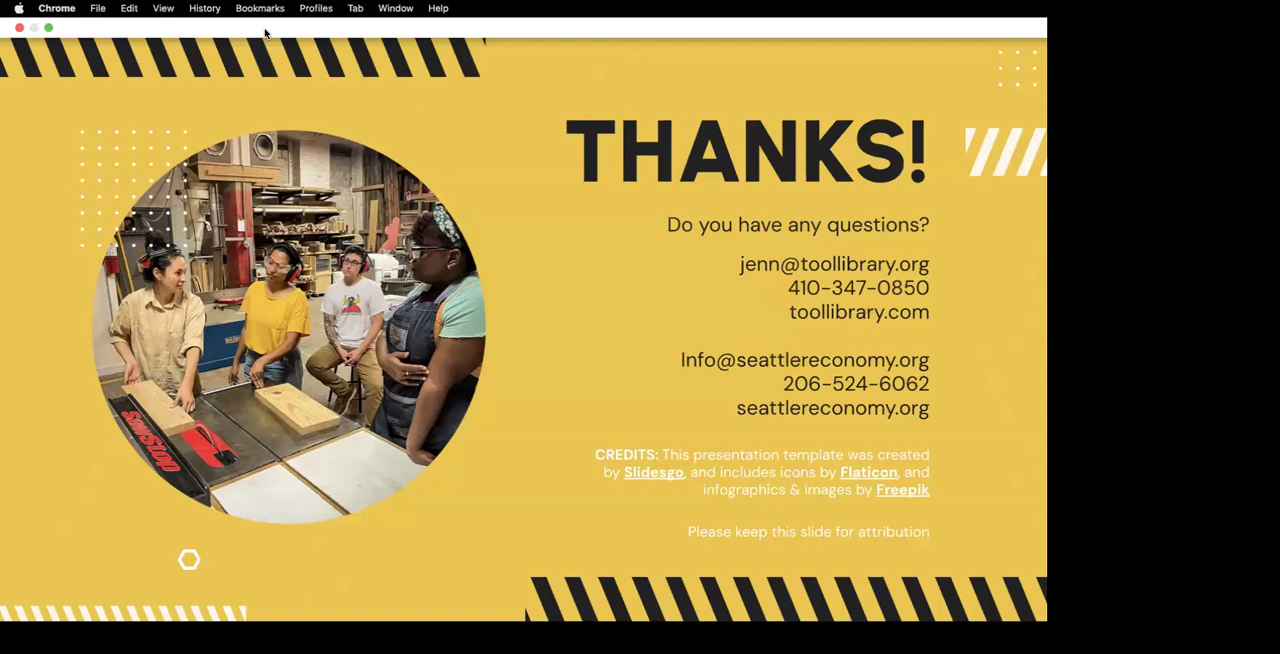 Chrome File Edit View History Bookmarks Profiles Tab Window Help
THANKS!
Do you have any questions?
jenn@toollibrary.org
410-347-0850
toollibrary.com
Info@seattlereconomy.org
206-524-6062
seattlereconomy.org
CREDITS: This presentation template was created
by Slidesgo, and includes icons by Flaticon, and
infographics & images by Freepik
Please keep this slide for attribution
SAWSTOP